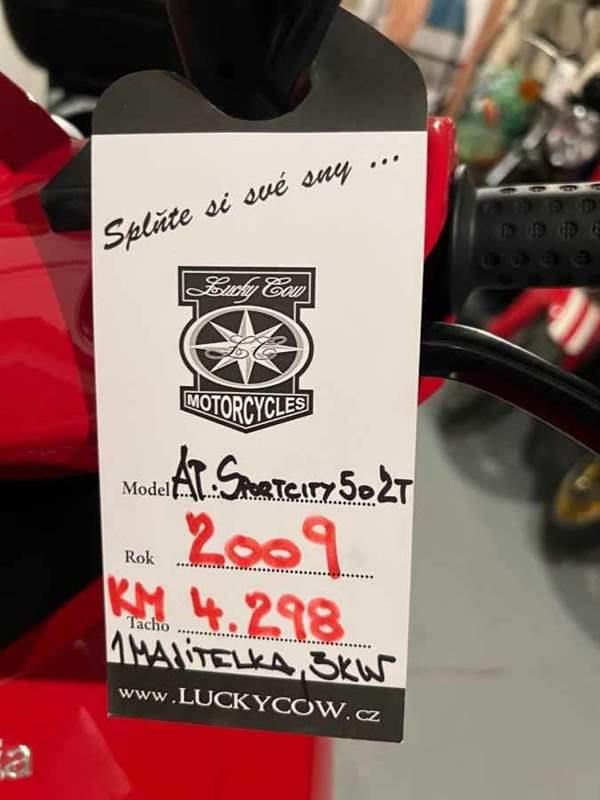 Splňte si své sny ...
Lucky Cow
LC
MOTORCYCLES
Model AP. SPORTCITY 50 2T
Rok 2009
KM 4.298
Tacho
1 MAJITELKA, 3KW
www.LUCKYCOW.cz
ia